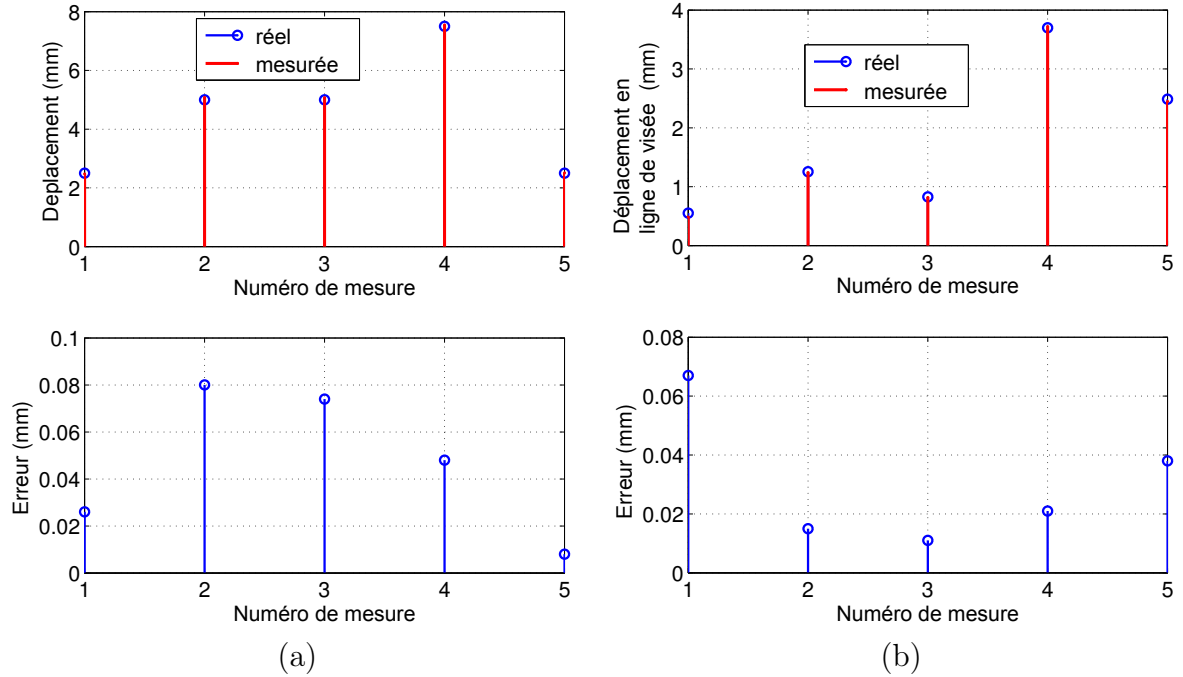 8
6
4
2
0
Deplacement (mm)
réel
mesurée
1 2 3 4 5
Numéro de mesure
4
3
2
1
0
Déplacement en
ligne de visée (mm)
réel
mesurée
1 2 3 4 5
Numéro de mesure
0.1
0.08
0.06
0.04
0.02
0
Erreur (mm)
1 2 3 4 5
Numéro de mesure
(a)
0.08
0.06
0.04
0.02
0
Erreur (mm)
1 2 3 4 5
Numéro de mesure
(b)